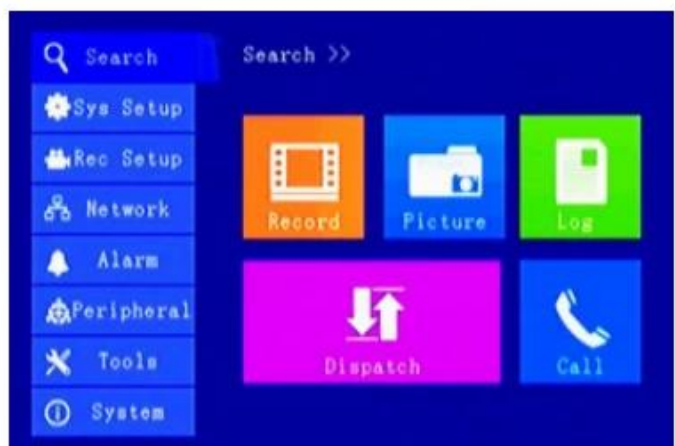 Search
Sys Setup
Rec Setup
Network
Alarm
Peripheral
Tools
System
Search >>
Record Picture Log
Dispatch Call